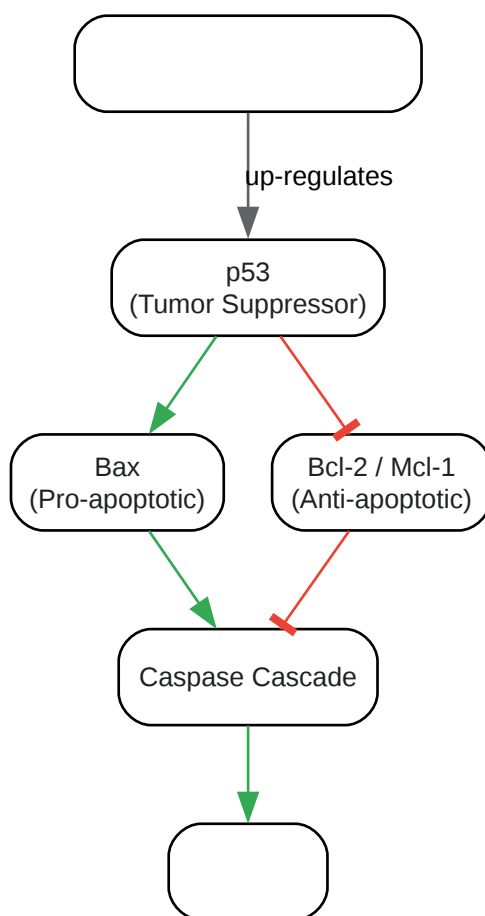 up-regulates
p53
(Tumor Suppressor)
Bax
(Pro-apoptotic)
Bcl-2 / Mcl-1
(Anti-apoptotic)
Caspase Cascade